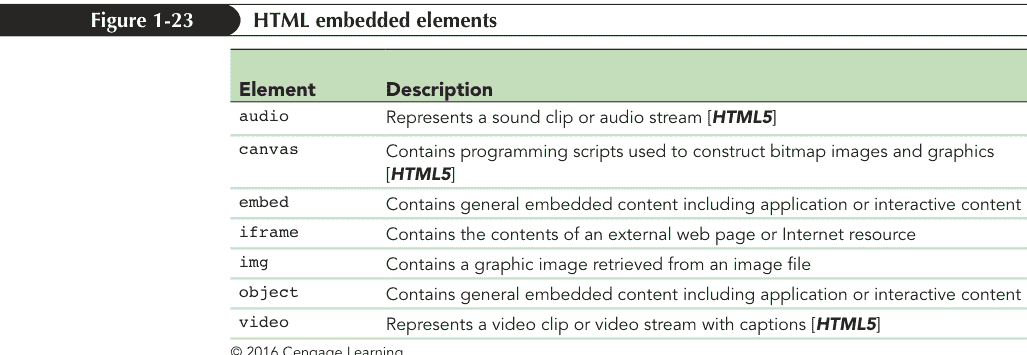 Figure 1-23 HTML embedded elements
Element Description
audio Represents a sound clip or audio stream [HTML5]
canvas Contains programming scripts used to construct bitmap images and graphics
[HTML5]
embed Contains general embedded content including application or interactive content
iframe Contains the contents of an external web page or Internet resource
img Contains a graphic image retrieved from an image file
object Contains general embedded content including application or interactive content
video Represents a video clip or video stream with captions [HTML5]
© 2016 Cengage Learning